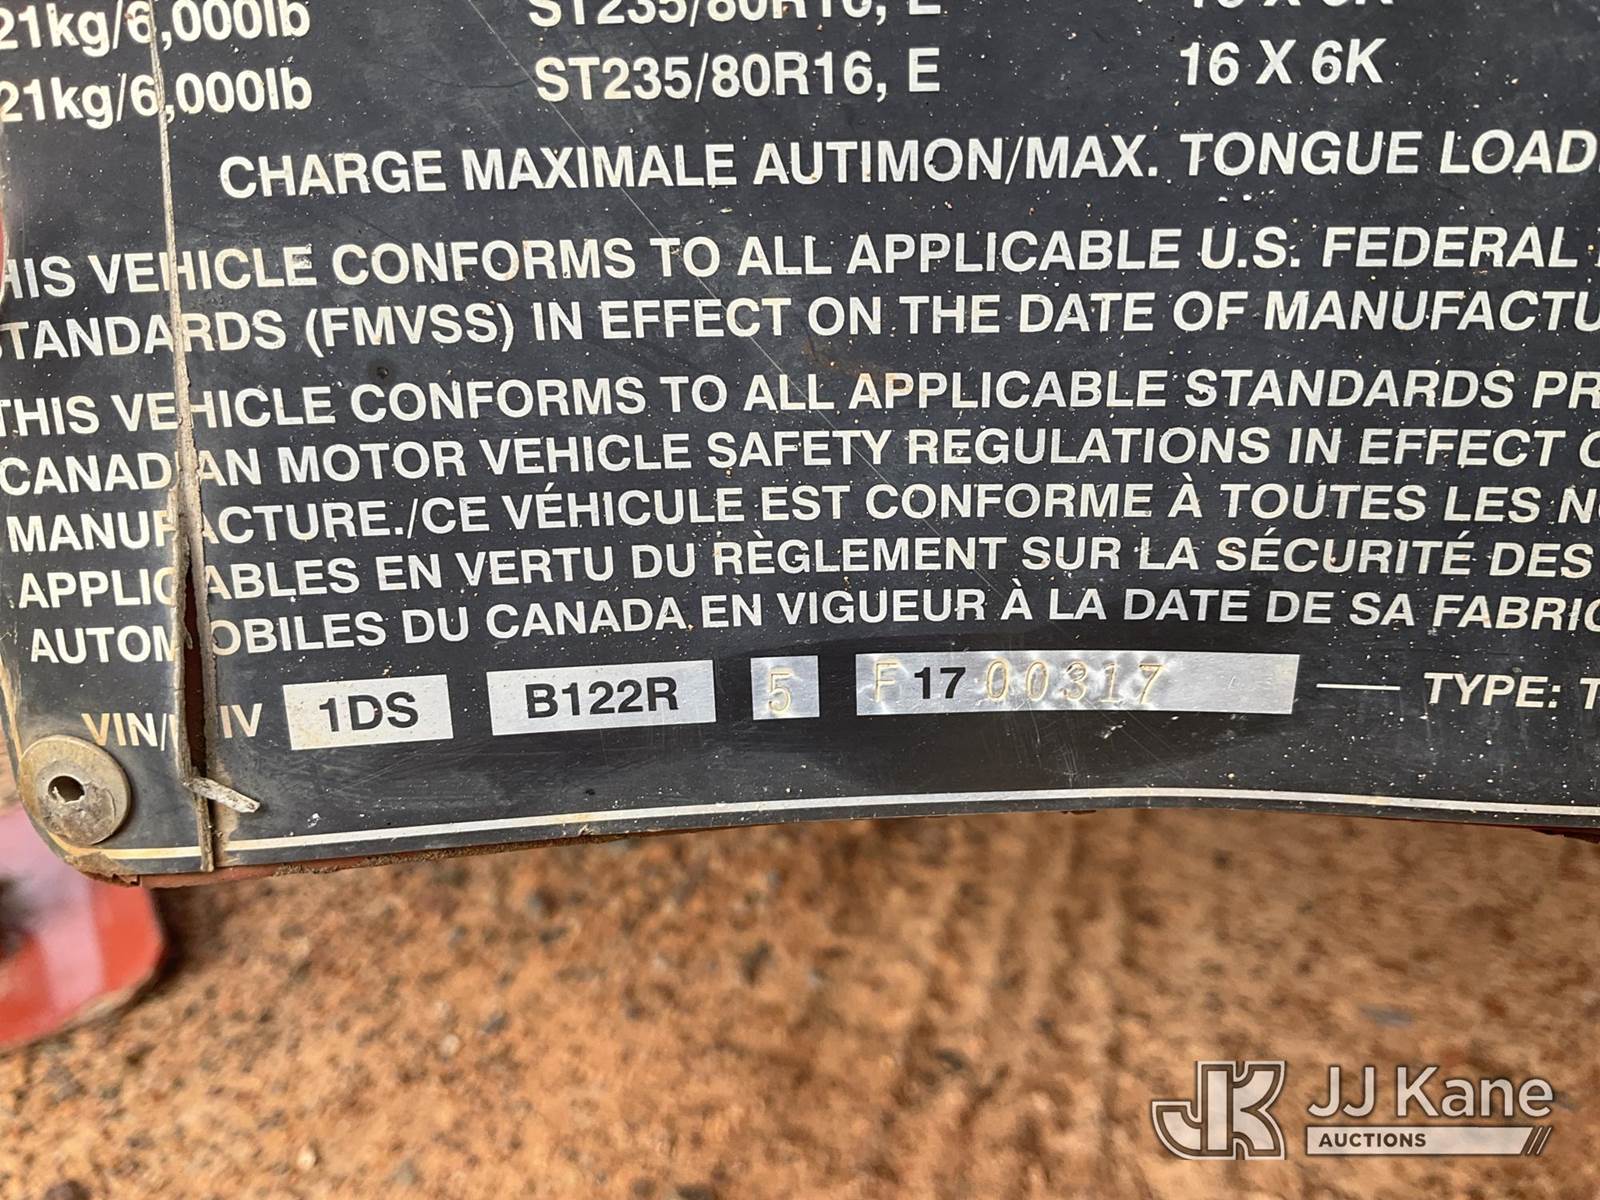 21kg/6,000lb ST235/80R16, E 16 X 6K
21kg/6,000lb ST235/80R16, E 16 X 6K
CHARGE MAXIMALE AUTIMON/MAX. TONGUE LOAD
HIS VEHICLE CONFORMS TO ALL APPLICABLE U.S. FEDERAL
STANDARDS (FMVSS) IN EFFECT ON THE DATE OF MANUFACTU
THIS VEHICLE CONFORMS TO ALL APPLICABLE STANDARDS PR
CANADIAN MOTOR VEHICLE SAFETY REGULATIONS IN EFFECT O
MANUFACTURE./CE VÉHICULE EST CONFORME À TOUTES LES NO
APPLICABLES EN VERTU DU RÈGLEMENT SUR LA SÉCURITÉ DES
AUTOMOBILES DU CANADA EN VIGUEUR À LA DATE DE SA FABRIC
VIN/ IV 1DS B122R 5 F 17 00317 — TYPE: T
JK JJ Kane
AUCTIONS